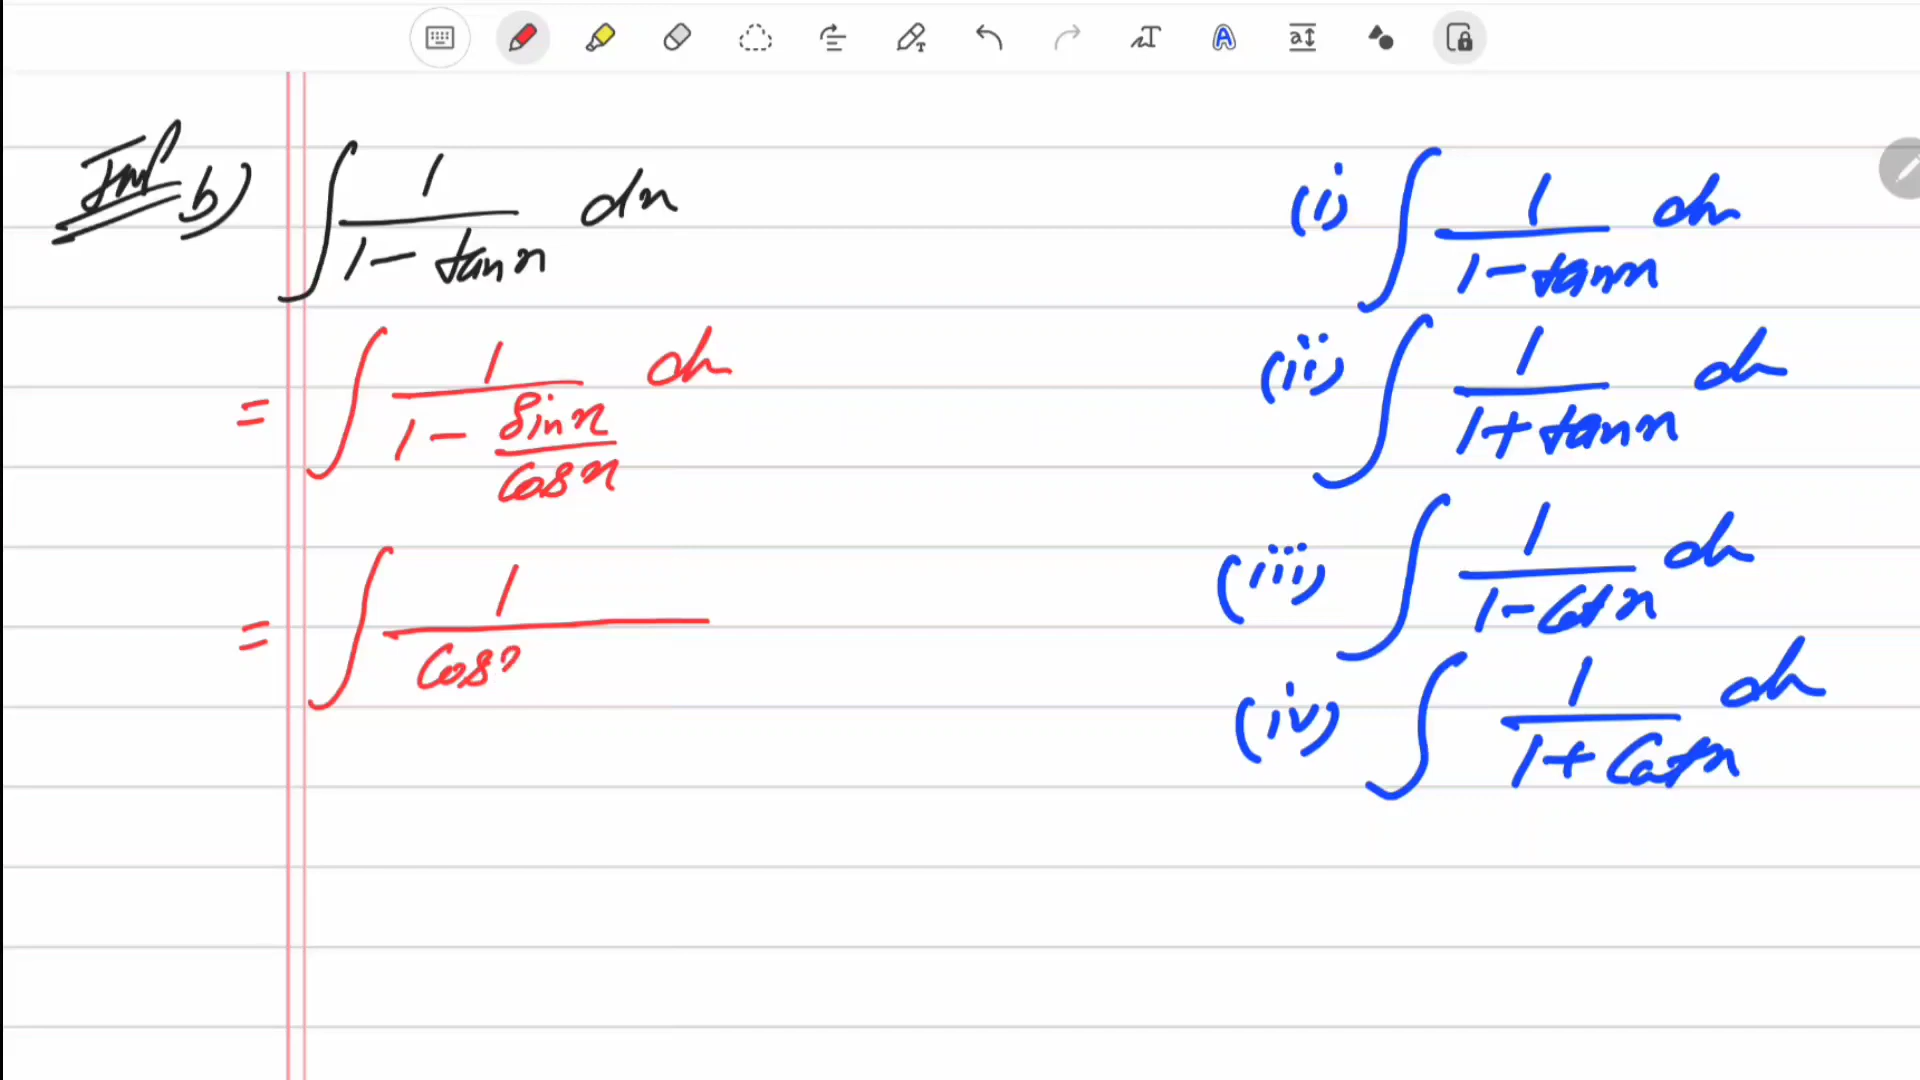 Imp b) ∫ 1/(1 - tan x) dx
= ∫ 1/(1 - sin x/cos x) dx
= ∫ 1/cos
(i) ∫ 1/(1 - tan x) dx
(ii) ∫ 1/(1 + tan x) dx
(iii) ∫ 1/(1 - cot x) dx
(iv) ∫ 1/(1 + cot x) dx